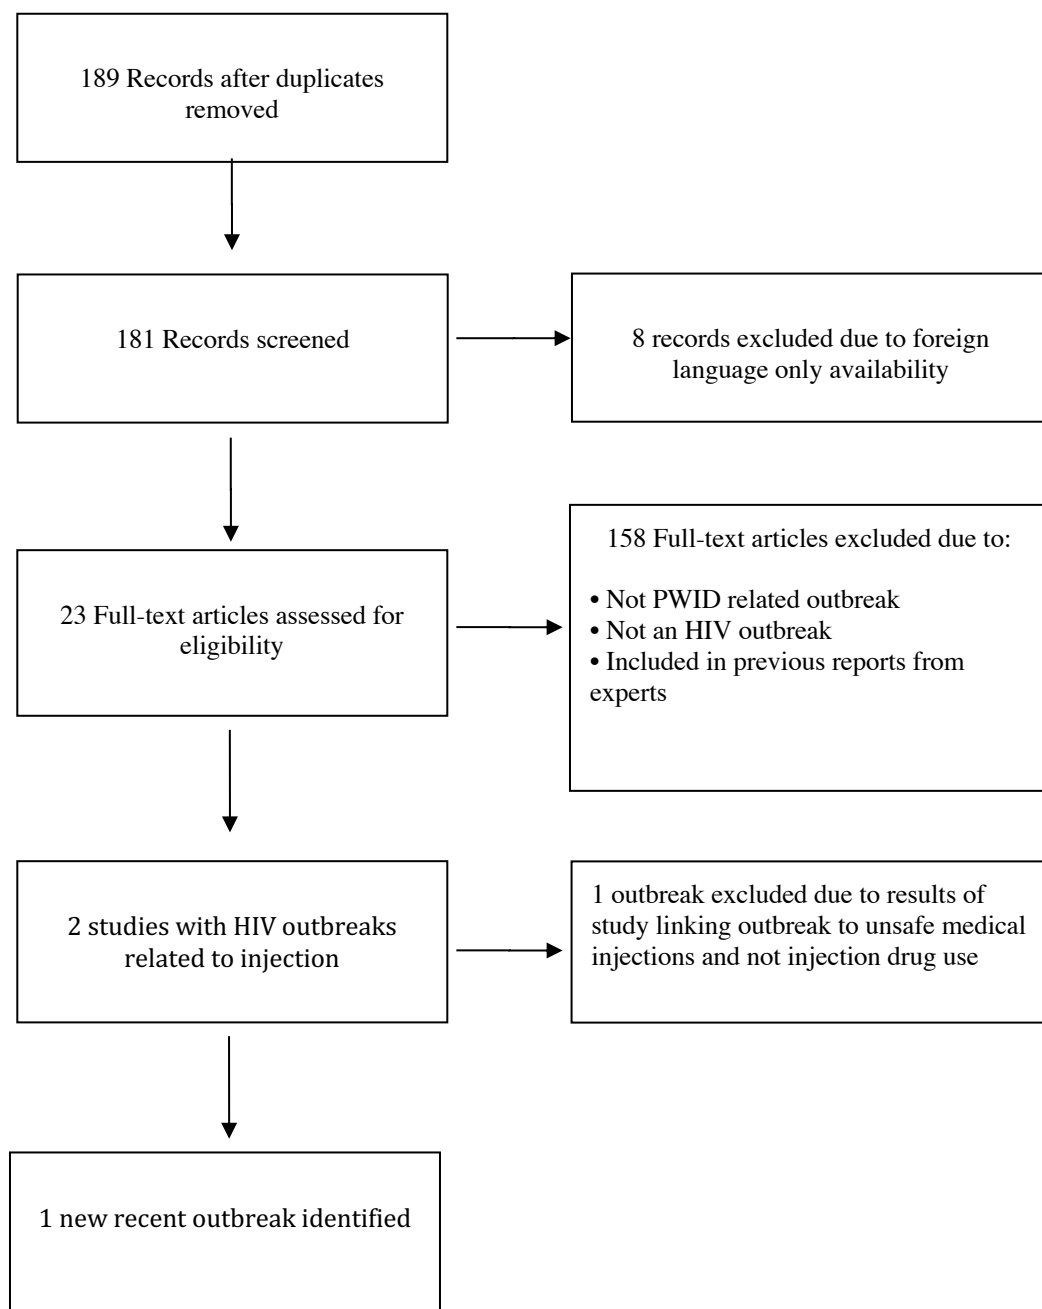 189 Records after duplicates
removed
181 Records screened
8 records excluded due to foreign
language only availability
23 Full-text articles assessed for
eligibility
158 Full-text articles excluded due to:
• Not PWID related outbreak
• Not an HIV outbreak
• Included in previous reports from
experts
2 studies with HIV outbreaks
related to injection
1 outbreak excluded due to results of
study linking outbreak to unsafe medical
injections and not injection drug use
1 new recent outbreak identified